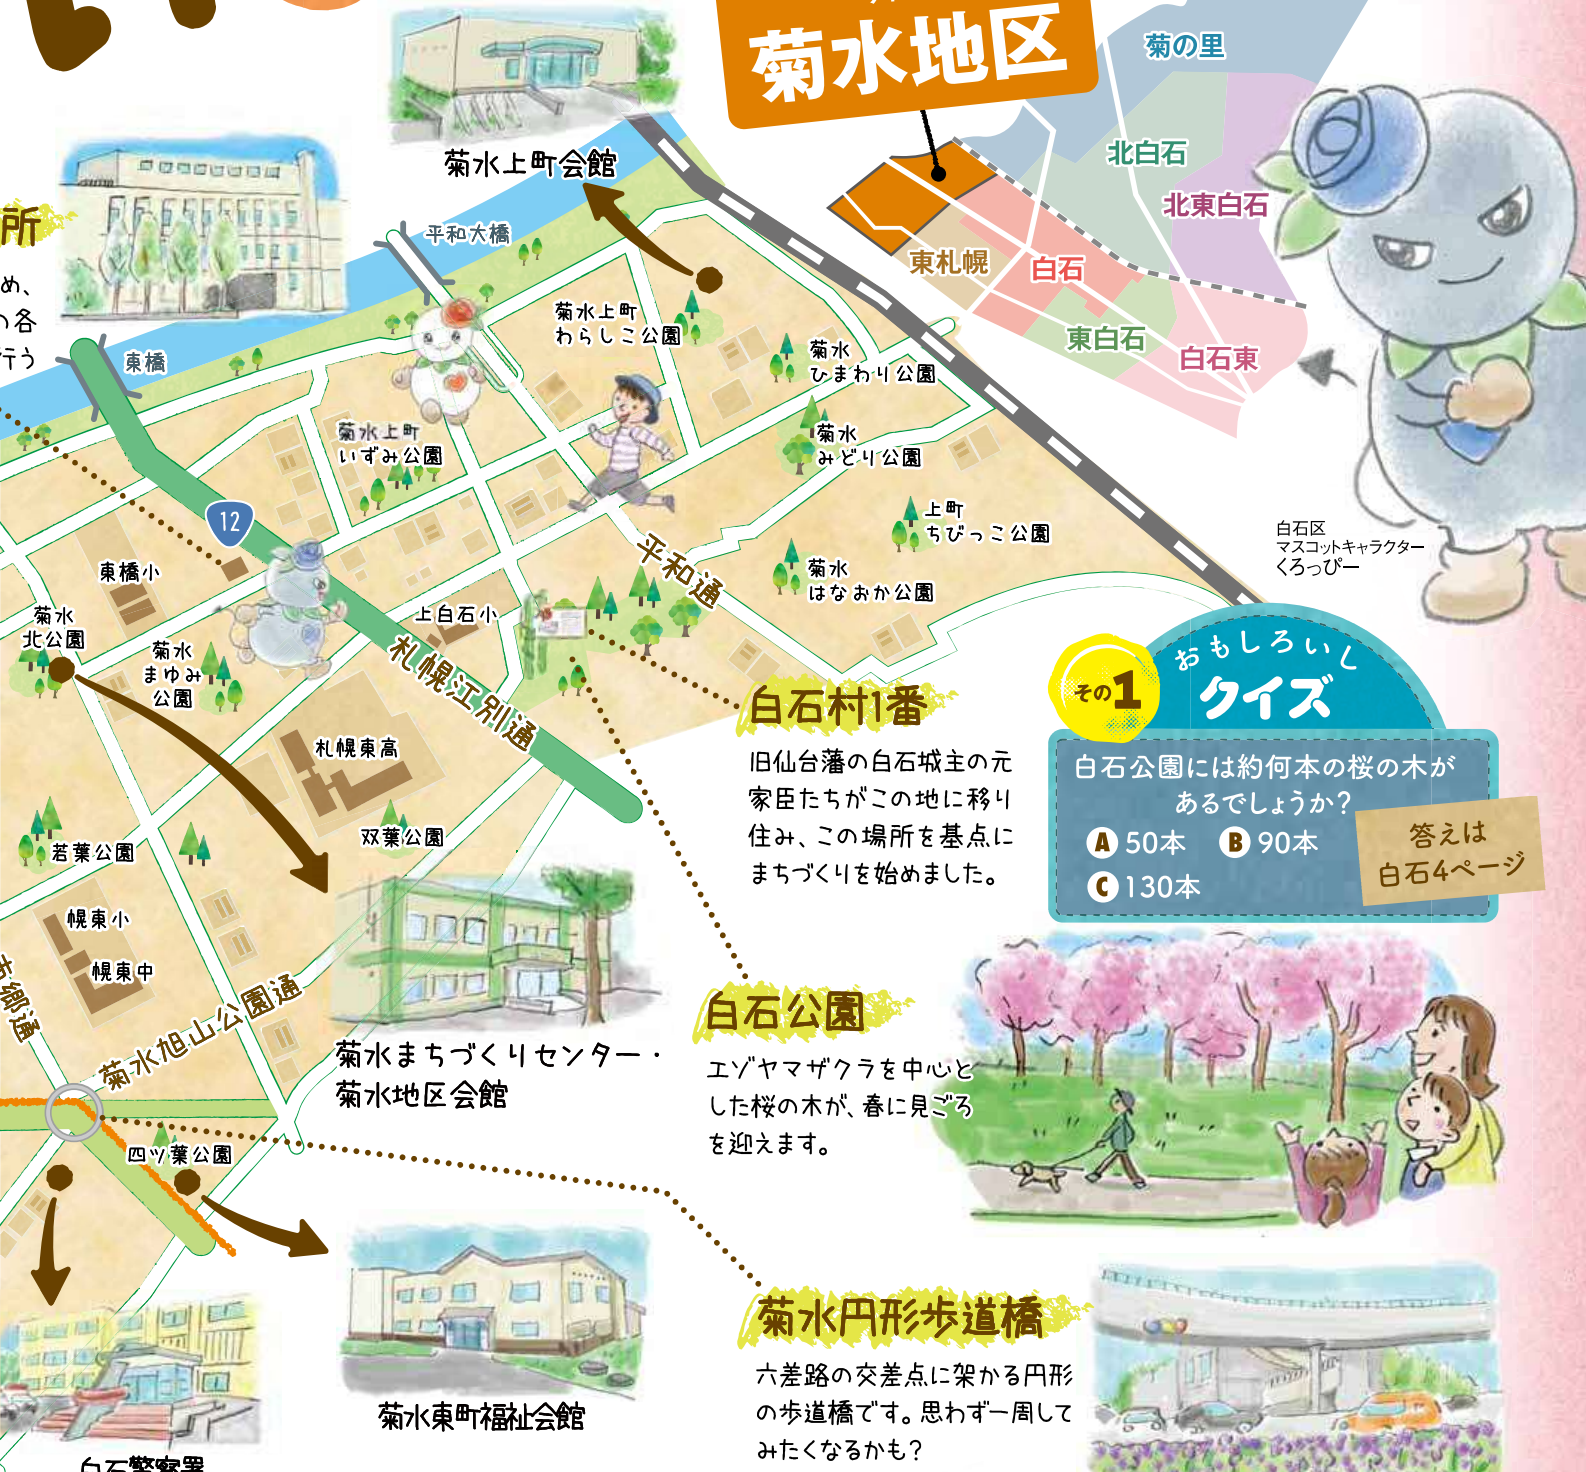 菊水地区
菊の里
北白石
北東白石
東札幌
白石
東白石
白石東
菊水上町会館
所
め、
の各
行う
平和大橋
東橋
菊水上町
わらしこ公園
菊水
ひまわり公園
菊水上町
いずみ公園
菊水
みどり公園
上町
ちびっこ公園
菊水
はなおか公園
12
平和通
東橋小
菊水
北公園
菊水
まゆみ
公園
上白石小
札幌江別通
札幌東高
双葉公園
若葉公園
幌東小
幌東中
菊水旭山公園通
四ツ葉公園
白石区
マスコットキャラクター
くろっぴー
白石村1番
旧仙台藩の白石城主の元
家臣たちがこの地に移り
住み、この場所を基点に
まちづくりを始めました。
その1
おもしろいし
クイズ
白石公園には約何本の桜の木が
あるでしょうか?
A 50本 B 90本
C 130本
答えは
白石4ページ
菊水まちづくりセンター・
菊水地区会館
白石公園
エゾヤマザクラを中心と
した桜の木が、春に見ごろ
を迎えます。
菊水東町福祉会館
菊水円形歩道橋
六差路の交差点に架かる円形
の歩道橋です。思わず一周して
みたくなるかも?
白石警察署